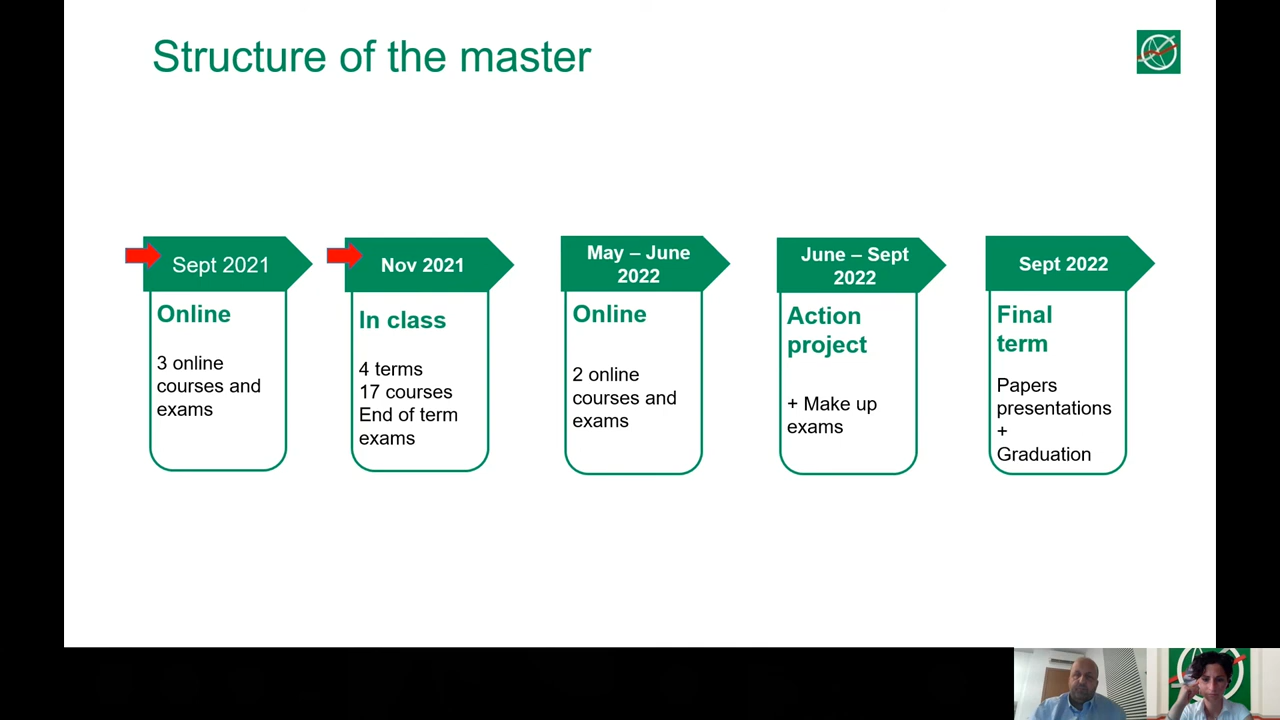 Structure of the master
Sept 2021
Online
3 online
courses and
exams
Nov 2021
In class
4 terms
17 courses
End of term
exams
May – June
2022
Online
2 online
courses and
exams
June – Sept
2022
Action
project
+ Make up
exams
Sept 2022
Final
term
Papers
presentations
+
Graduation